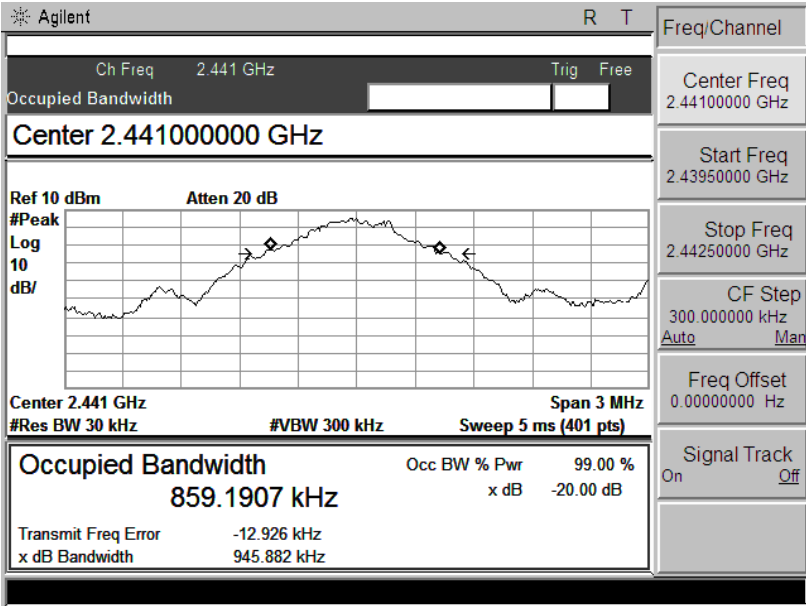 Agilent R T
Ch Freq 2.441 GHz Trig Free
Occupied Bandwidth
Center 2.441000000 GHz
Ref 10 dBm Atten 20 dB
#Peak
Log
10
dB/
Center 2.441 GHz Span 3 MHz
#Res BW 30 kHz #VBW 300 kHz Sweep 5 ms (401 pts)
Occupied Bandwidth Occ BW % Pwr 99.00 %
859.1907 kHz x dB -20.00 dB
Transmit Freq Error -12.926 kHz
x dB Bandwidth 945.882 kHz
Freq/Channel
Center Freq
2.44100000 GHz
Start Freq
2.43950000 GHz
Stop Freq
2.44250000 GHz
CF Step
300.000000 kHz
Auto Man
Freq Offset
0.00000000 Hz
Signal Track
On Off